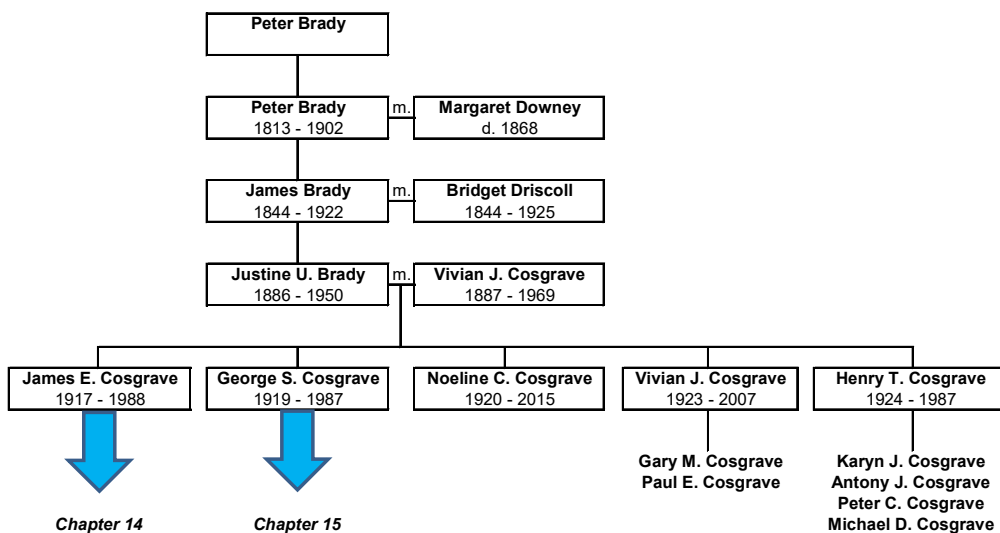 Peter Brady
Peter Brady
1813 - 1902
m.
Margaret Downey
d. 1868
James Brady
1844 - 1922
m.
Bridget Driscoll
1844 - 1925
Justine U. Brady
1886 - 1950
m.
Vivian J. Cosgrave
1887 - 1969
James E. Cosgrave
1917 - 1988
George S. Cosgrave
1919 - 1987
Noeline C. Cosgrave
1920 - 2015
Vivian J. Cosgrave
1923 - 2007
Henry T. Cosgrave
1924 - 1987
Gary M. Cosgrave
Paul E. Cosgrave
Karyn J. Cosgrave
Antony J. Cosgrave
Peter C. Cosgrave
Michael D. Cosgrave
Chapter 14
Chapter 15